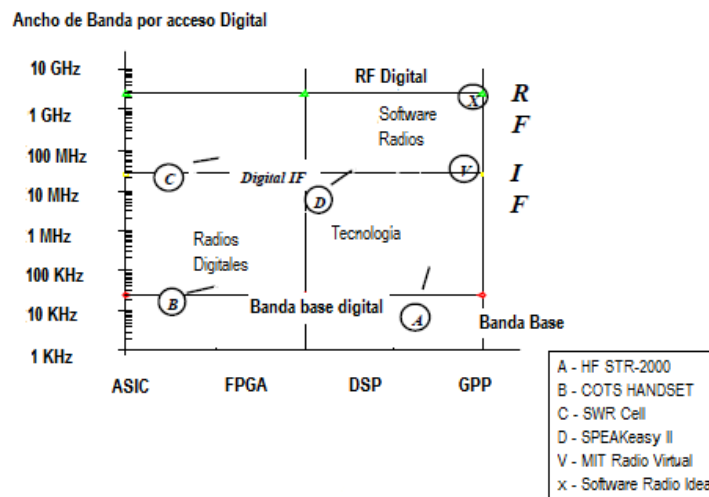 Ancho de Banda por acceso Digital
10 GHz
RF Digital
X
R
F
1 GHz
Software
Radios
100 MHz
C
Digital IF
V
I
F
10 MHz
D
1 MHz
Radios
Digitales
Tecnologia
100 KHz
B
Banda base digital
A
10 KHz
Banda Base
1 KHz
ASIC
FPGA
DSP
GPP
A - HF STR-2000
B - COTS HANDSET
C - SWR Cell
D - SPEAKeasy II
V - MIT Radio Virtual
x - Software Radio Idea